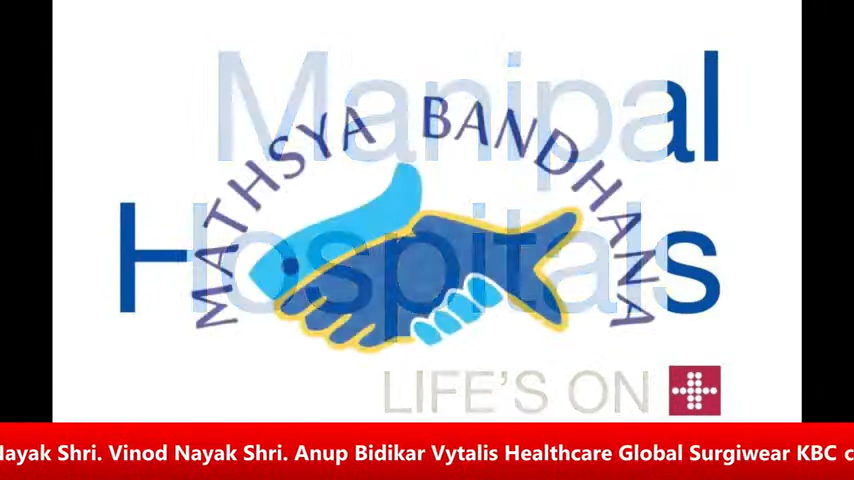 Manipal
MATHSYA BANDHANA
Hospitals
LIFE'S ON
Nayak Shri. Vinod Nayak Shri. Anup Bidikar Vytalis Healthcare Global Surgiwear KBC